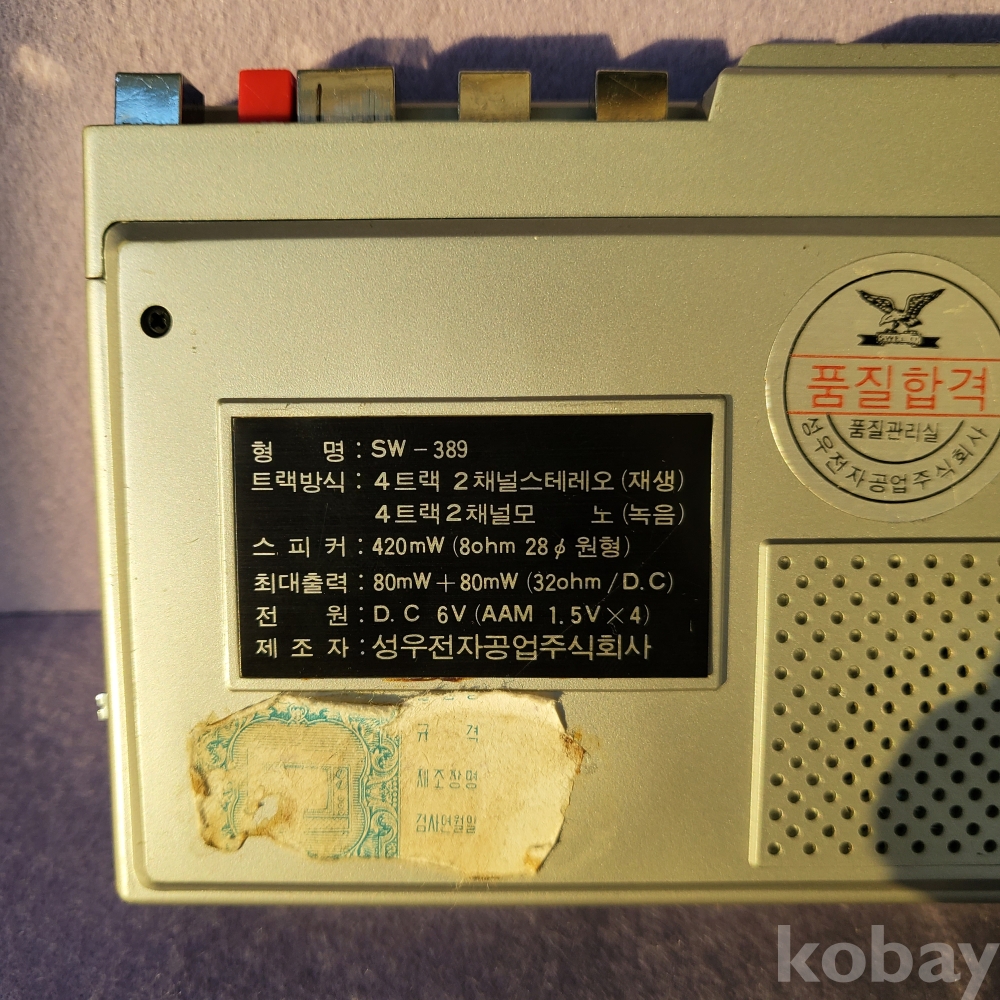 품질합격
품질관리실
성우전자공업주식회사
형 명 : SW-389
트랙방식 : 4트랙 2채널스테레오 (재생)
4트랙2채널모 노 (녹음)
스 피 커 : 420mW (8ohm 28φ 원형)
최대출력 : 80mW+80mW (32ohm/D.C)
전 원 : D.C 6V (AAM 1.5V×4)
제 조 자 : 성우전자공업주식회사
규 격
제조장명
검사연월일
kobay